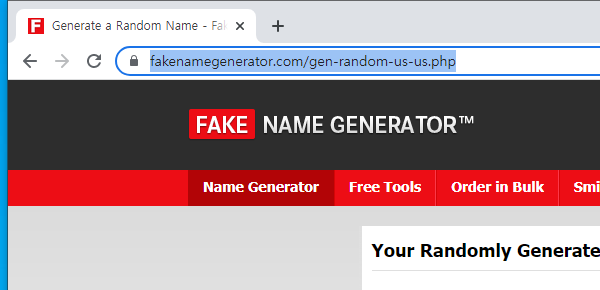 Generate a Random Name - Fak
fakenamegenerator.com/gen-random-us-us.php
FAKE NAME GENERATOR™
Name Generator Free Tools Order in Bulk Smi
Your Randomly Generate